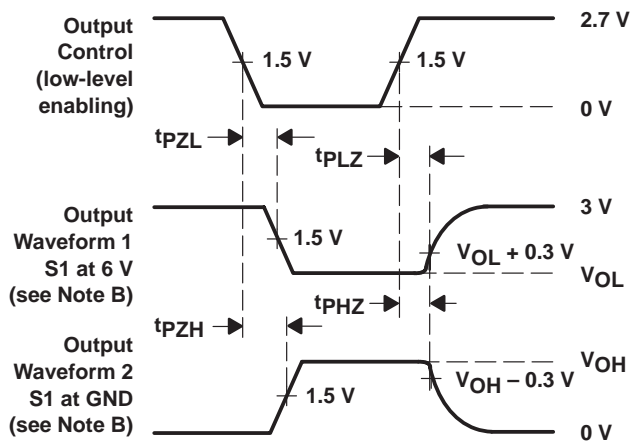 Output
Control
(low-level
enabling)
2.7 V
1.5 V
1.5 V
0 V
tPZL
tPLZ
Output
Waveform 1
S1 at 6 V
(see Note B)
3 V
1.5 V
VOL + 0.3 V
VOL
tPZH
tPHZ
Output
Waveform 2
S1 at GND
(see Note B)
VOH
1.5 V
VOH – 0.3 V
0 V